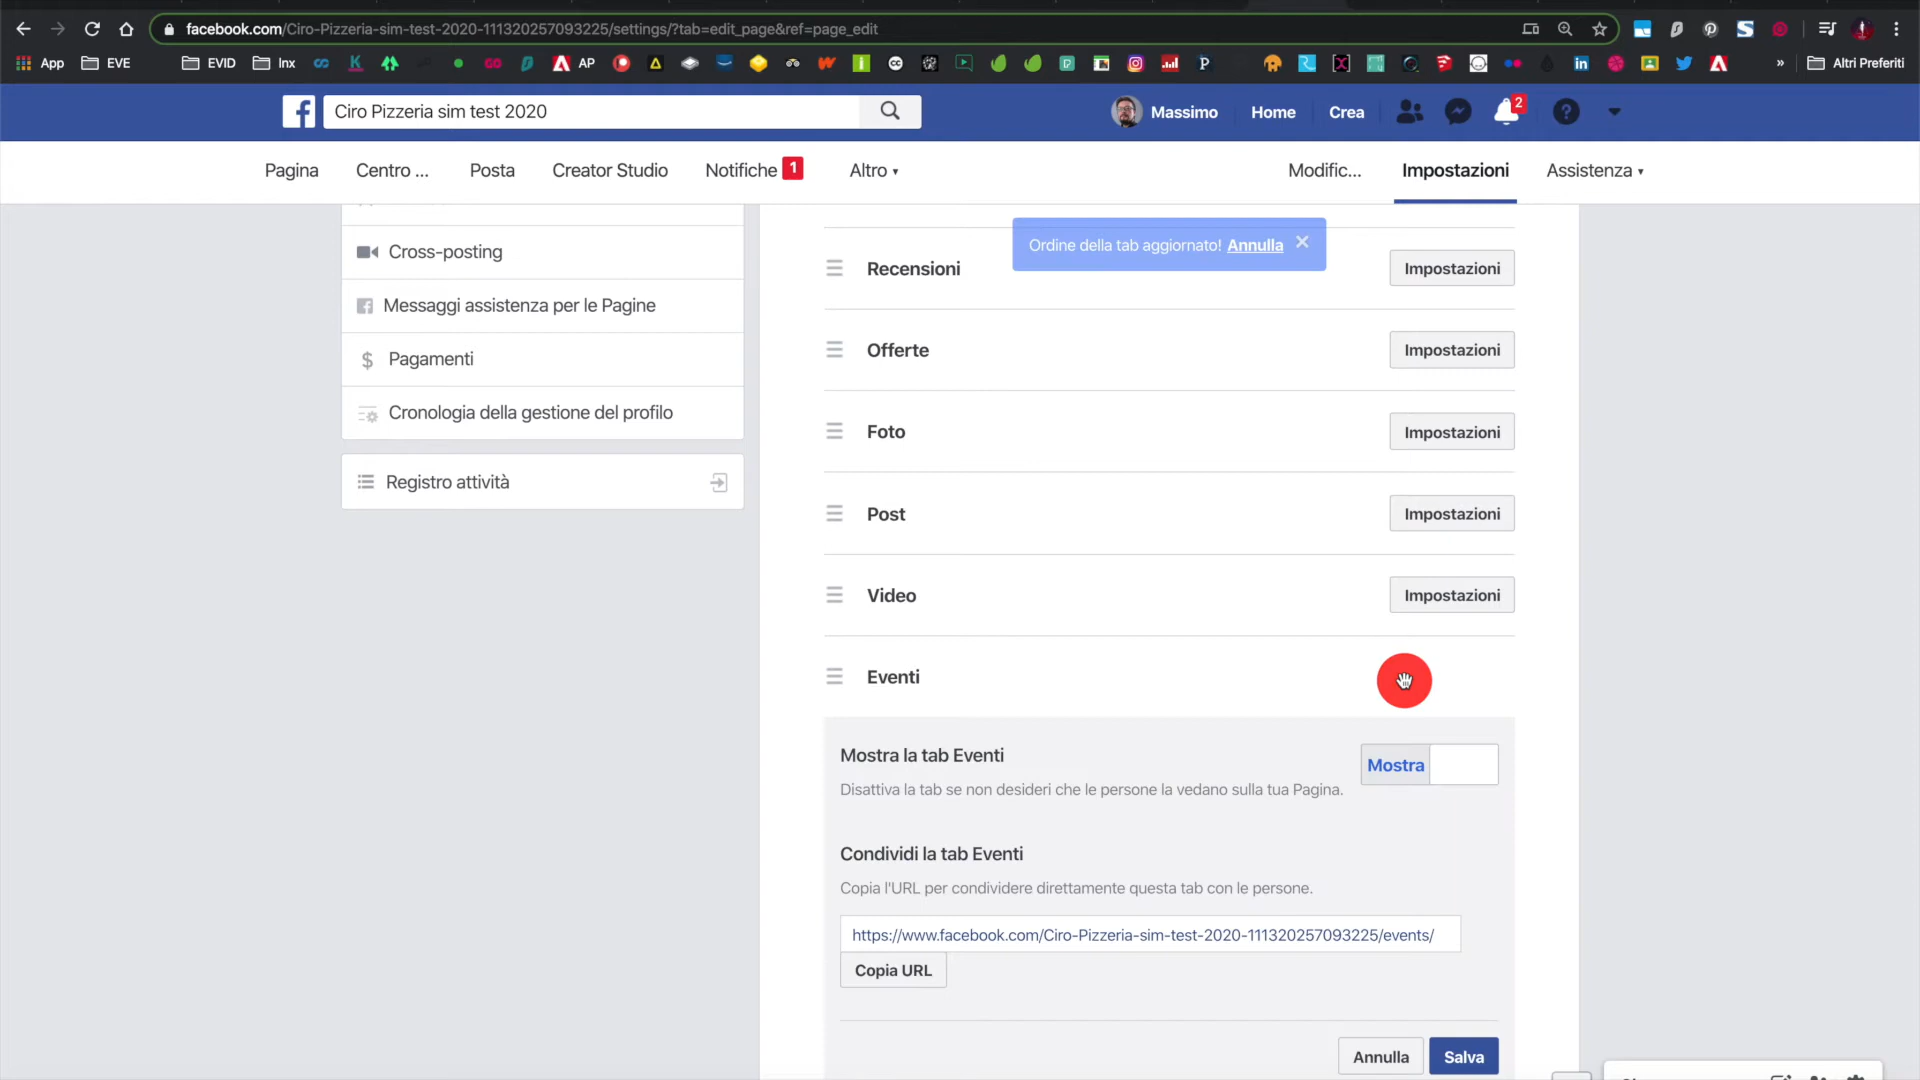 facebook.com/Ciro-Pizzeria-sim-test-2020-111320257093225/settings/?tab=edit_page&ref=page_edit
App EVE EVID Inx AP Altri Preferiti
Ciro Pizzeria sim test 2020
Massimo Home Crea 2
Pagina Centro ... Posta Creator Studio Notifiche 1 Altro Modific... Impostazioni Assistenza
Cross-posting
Messaggi assistenza per le Pagine
Pagamenti
Cronologia della gestione del profilo
Registro attività
Ordine della tab aggiornato! Annulla
Recensioni Impostazioni
Offerte Impostazioni
Foto Impostazioni
Post Impostazioni
Video Impostazioni
Eventi
Mostra la tab Eventi
Mostra
Disattiva la tab se non desideri che le persone la vedano sulla tua Pagina.
Condividi la tab Eventi
Copia l'URL per condividere direttamente questa tab con le persone.
https://www.facebook.com/Ciro-Pizzeria-sim-test-2020-111320257093225/events/
Copia URL
Annulla Salva